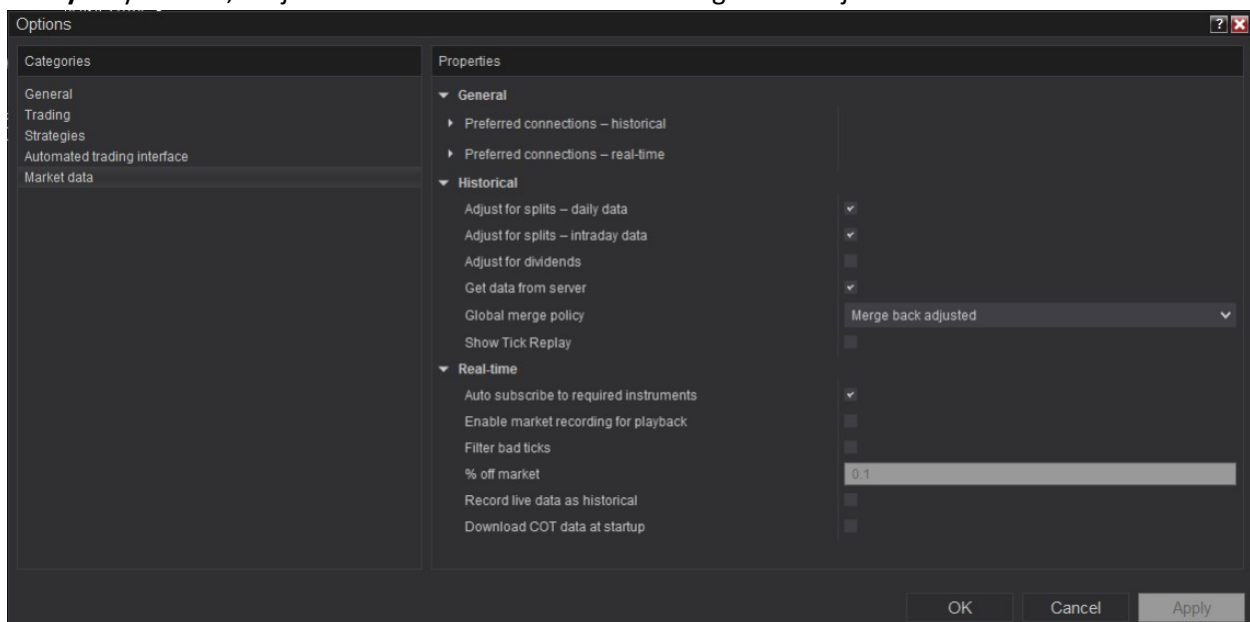 Options
Categories
Properties
General
Trading
Strategies
Automated trading interface
Market data
General
Preferred connections – historical
Preferred connections – real-time
Historical
Adjust for splits – daily data
Adjust for splits – intraday data
Adjust for dividends
Get data from server
Global merge policy Merge back adjusted
Show Tick Replay
Real-time
Auto subscribe to required instruments
Enable market recording for playback
Filter bad ticks
% off market 0.1
Record live data as historical
Download COT data at startup
OK Cancel Apply